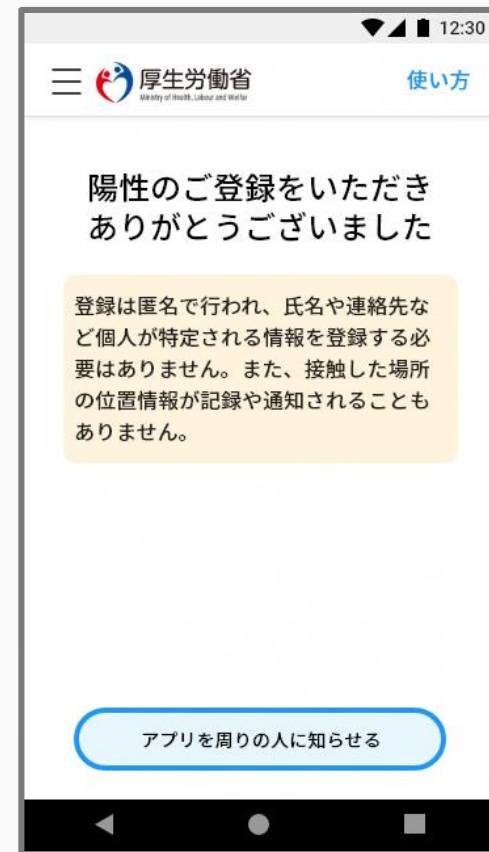 12:30
厚生労働省
Ministry of Health, Labour and Welfar
使い方
陽性のご登録をいただき
ありがとうございました
登録は匿名で行われ、氏名や連絡先な
ど個人が特定される情報を登録する必
要はありません。また、接触した場所
の位置情報が記録や通知されることも
ありません。
アプリを周りの人に知らせる